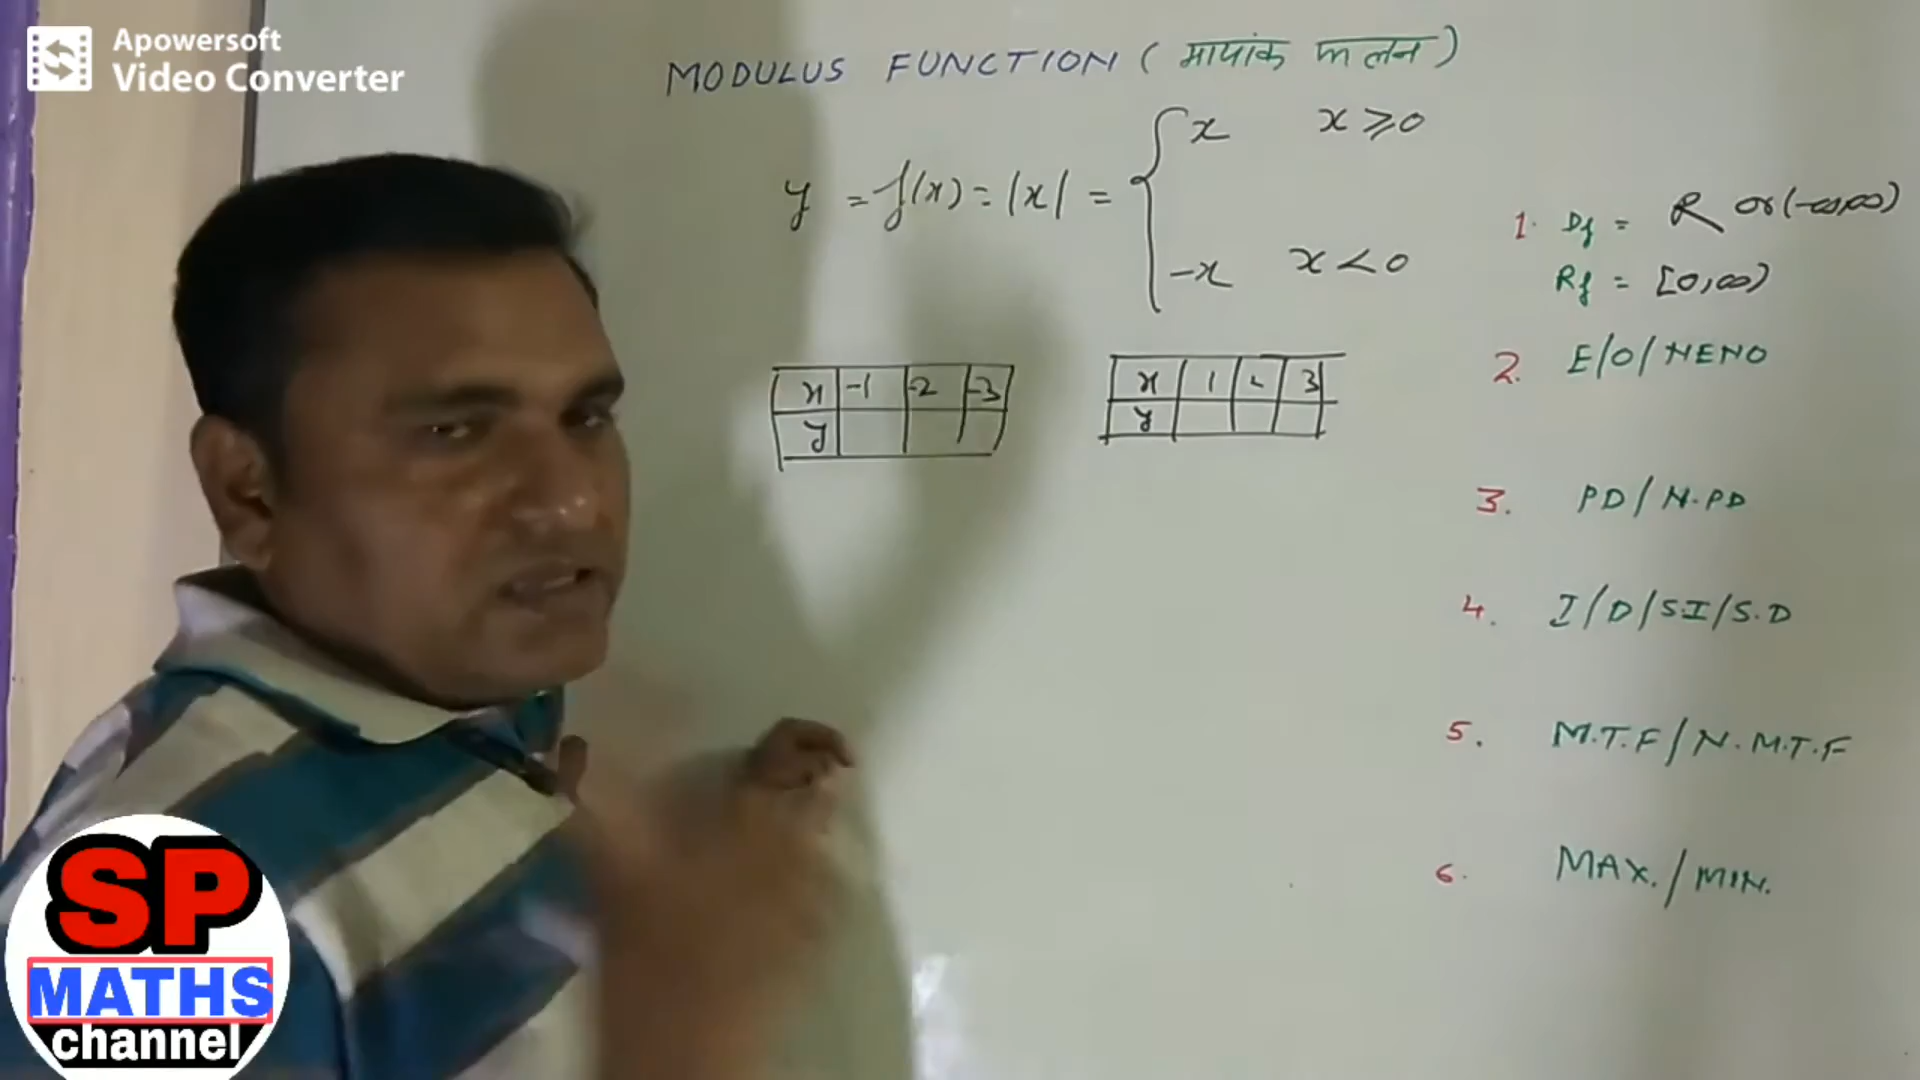 Apowersoft
Video Converter
MODULUS FUNCTION (मापांक फलन)
y = f(x) = |x| = { x x ≥ 0
-x x < 0
x -1 -2 -3
y
x 1 2 3
y
1. Df = R or (-∞,∞)
Rf = [0,∞)
2. E/O/NENO
3. PD/N.PD
4. I/D/S.I/S.D
5. M.T.F/N.M.T.F
6. MAX./MIN.
SP
MATHS
channel